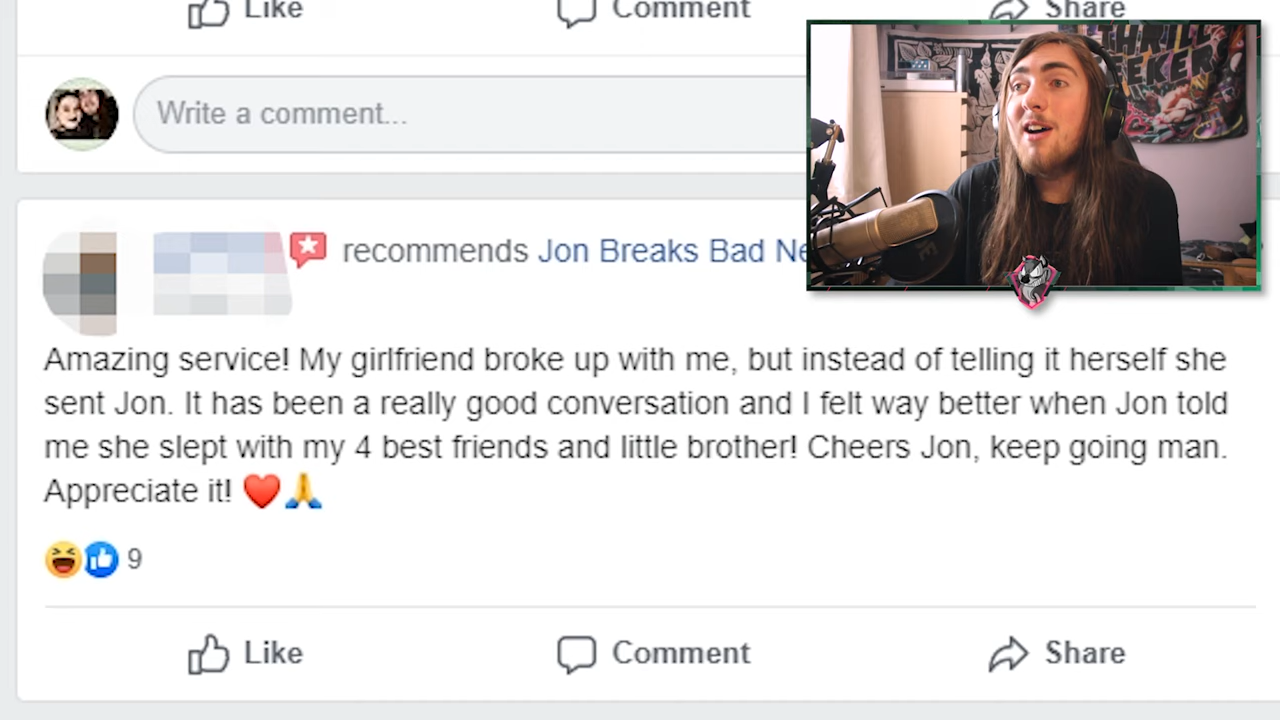 Like
Comment
Share
Write a comment...
THRILL
SEEKER
recommends Jon Breaks Bad Ne
Amazing service! My girlfriend broke up with me, but instead of telling it herself she
sent Jon. It has been a really good conversation and I felt way better when Jon told
me she slept with my 4 best friends and little brother! Cheers Jon, keep going man.
Appreciate it! ❤️🙏
9
Like
Comment
Share